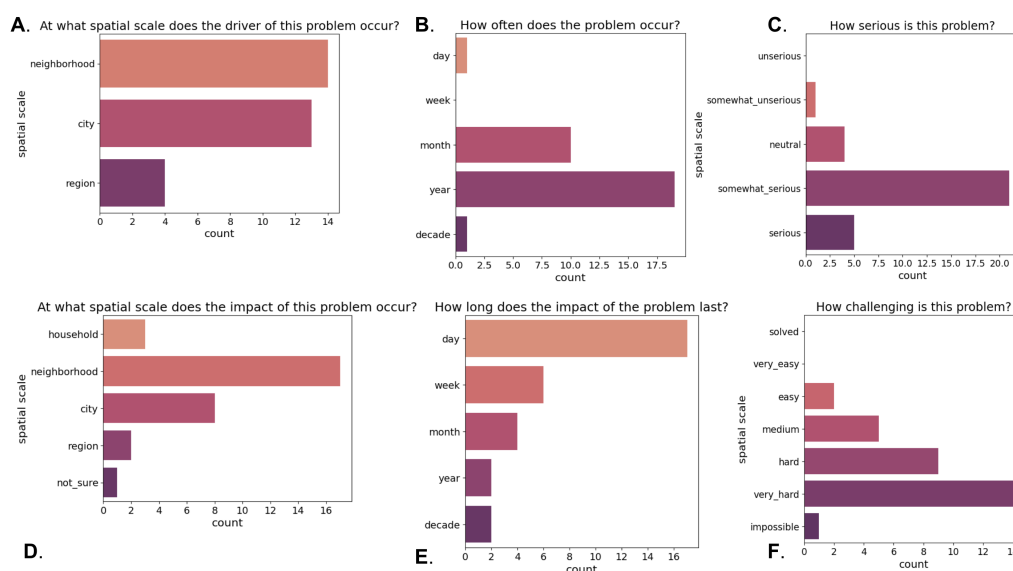 A.
At what spatial scale does the driver of this problem occur?
spatial scale
neighborhood
city
region
0 2 4 6 8 10 12 14
count
B.
How often does the problem occur?
day
week
month
year
decade
0.0 2.5 5.0 7.5 10.0 12.5 15.0 17.5
count
C.
How serious is this problem?
spatial scale
unserious
somewhat_unserious
neutral
somewhat_serious
serious
0.0 2.5 5.0 7.5 10.0 12.5 15.0 17.5 20.0
count
At what spatial scale does the impact of this problem occur?
spatial scale
household
neighborhood
city
region
not_sure
0 2 4 6 8 10 12 14 16
count
D.
How long does the impact of the problem last?
day
week
month
year
decade
0 2 4 6 8 10 12 14 16
count
E.
How challenging is this problem?
spatial scale
solved
very_easy
easy
medium
hard
very_hard
impossible
0 2 4 6 8 10 12
count
F.